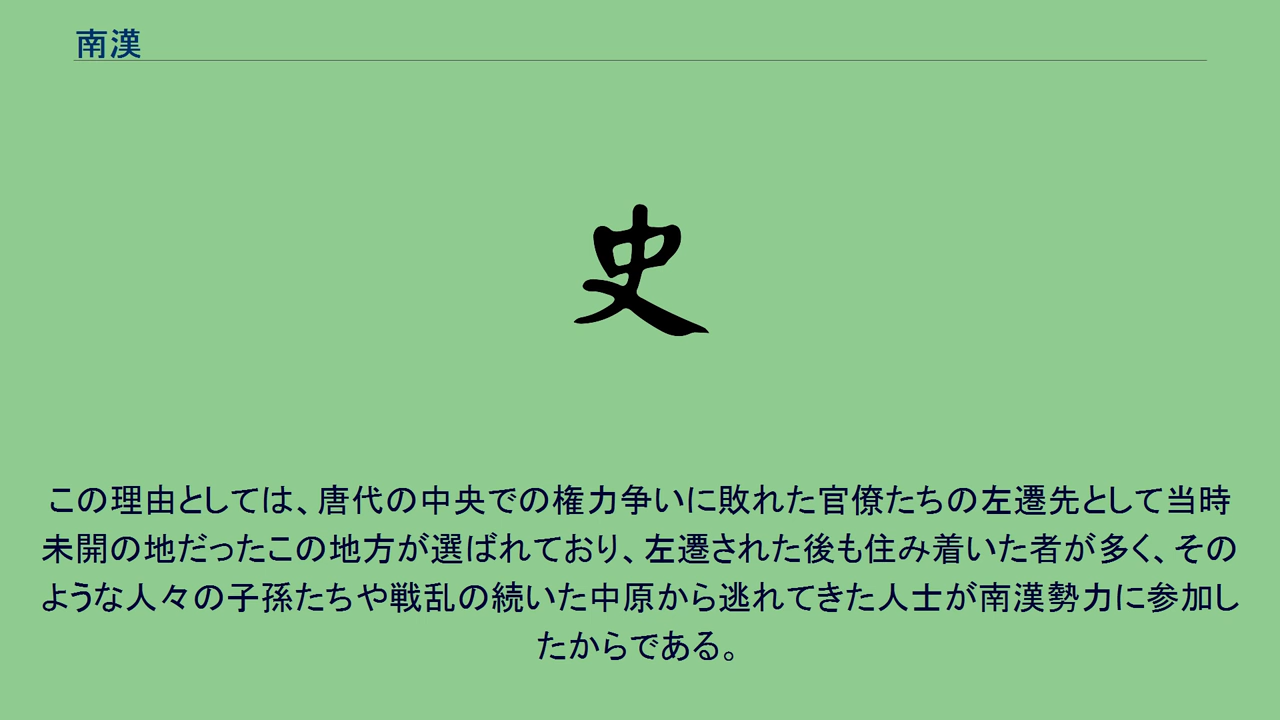 南漢
史
この理由としては、唐代の中央での権力争いに敗れた官僚たちの左遷先として当時
未開の地だったこの地方が選ばれており、左遷された後も住み着いた者が多く、その
ような人々の子孫たちや戦乱の続いた中原から逃れてきた人士が南漢勢力に参加し
たからである。